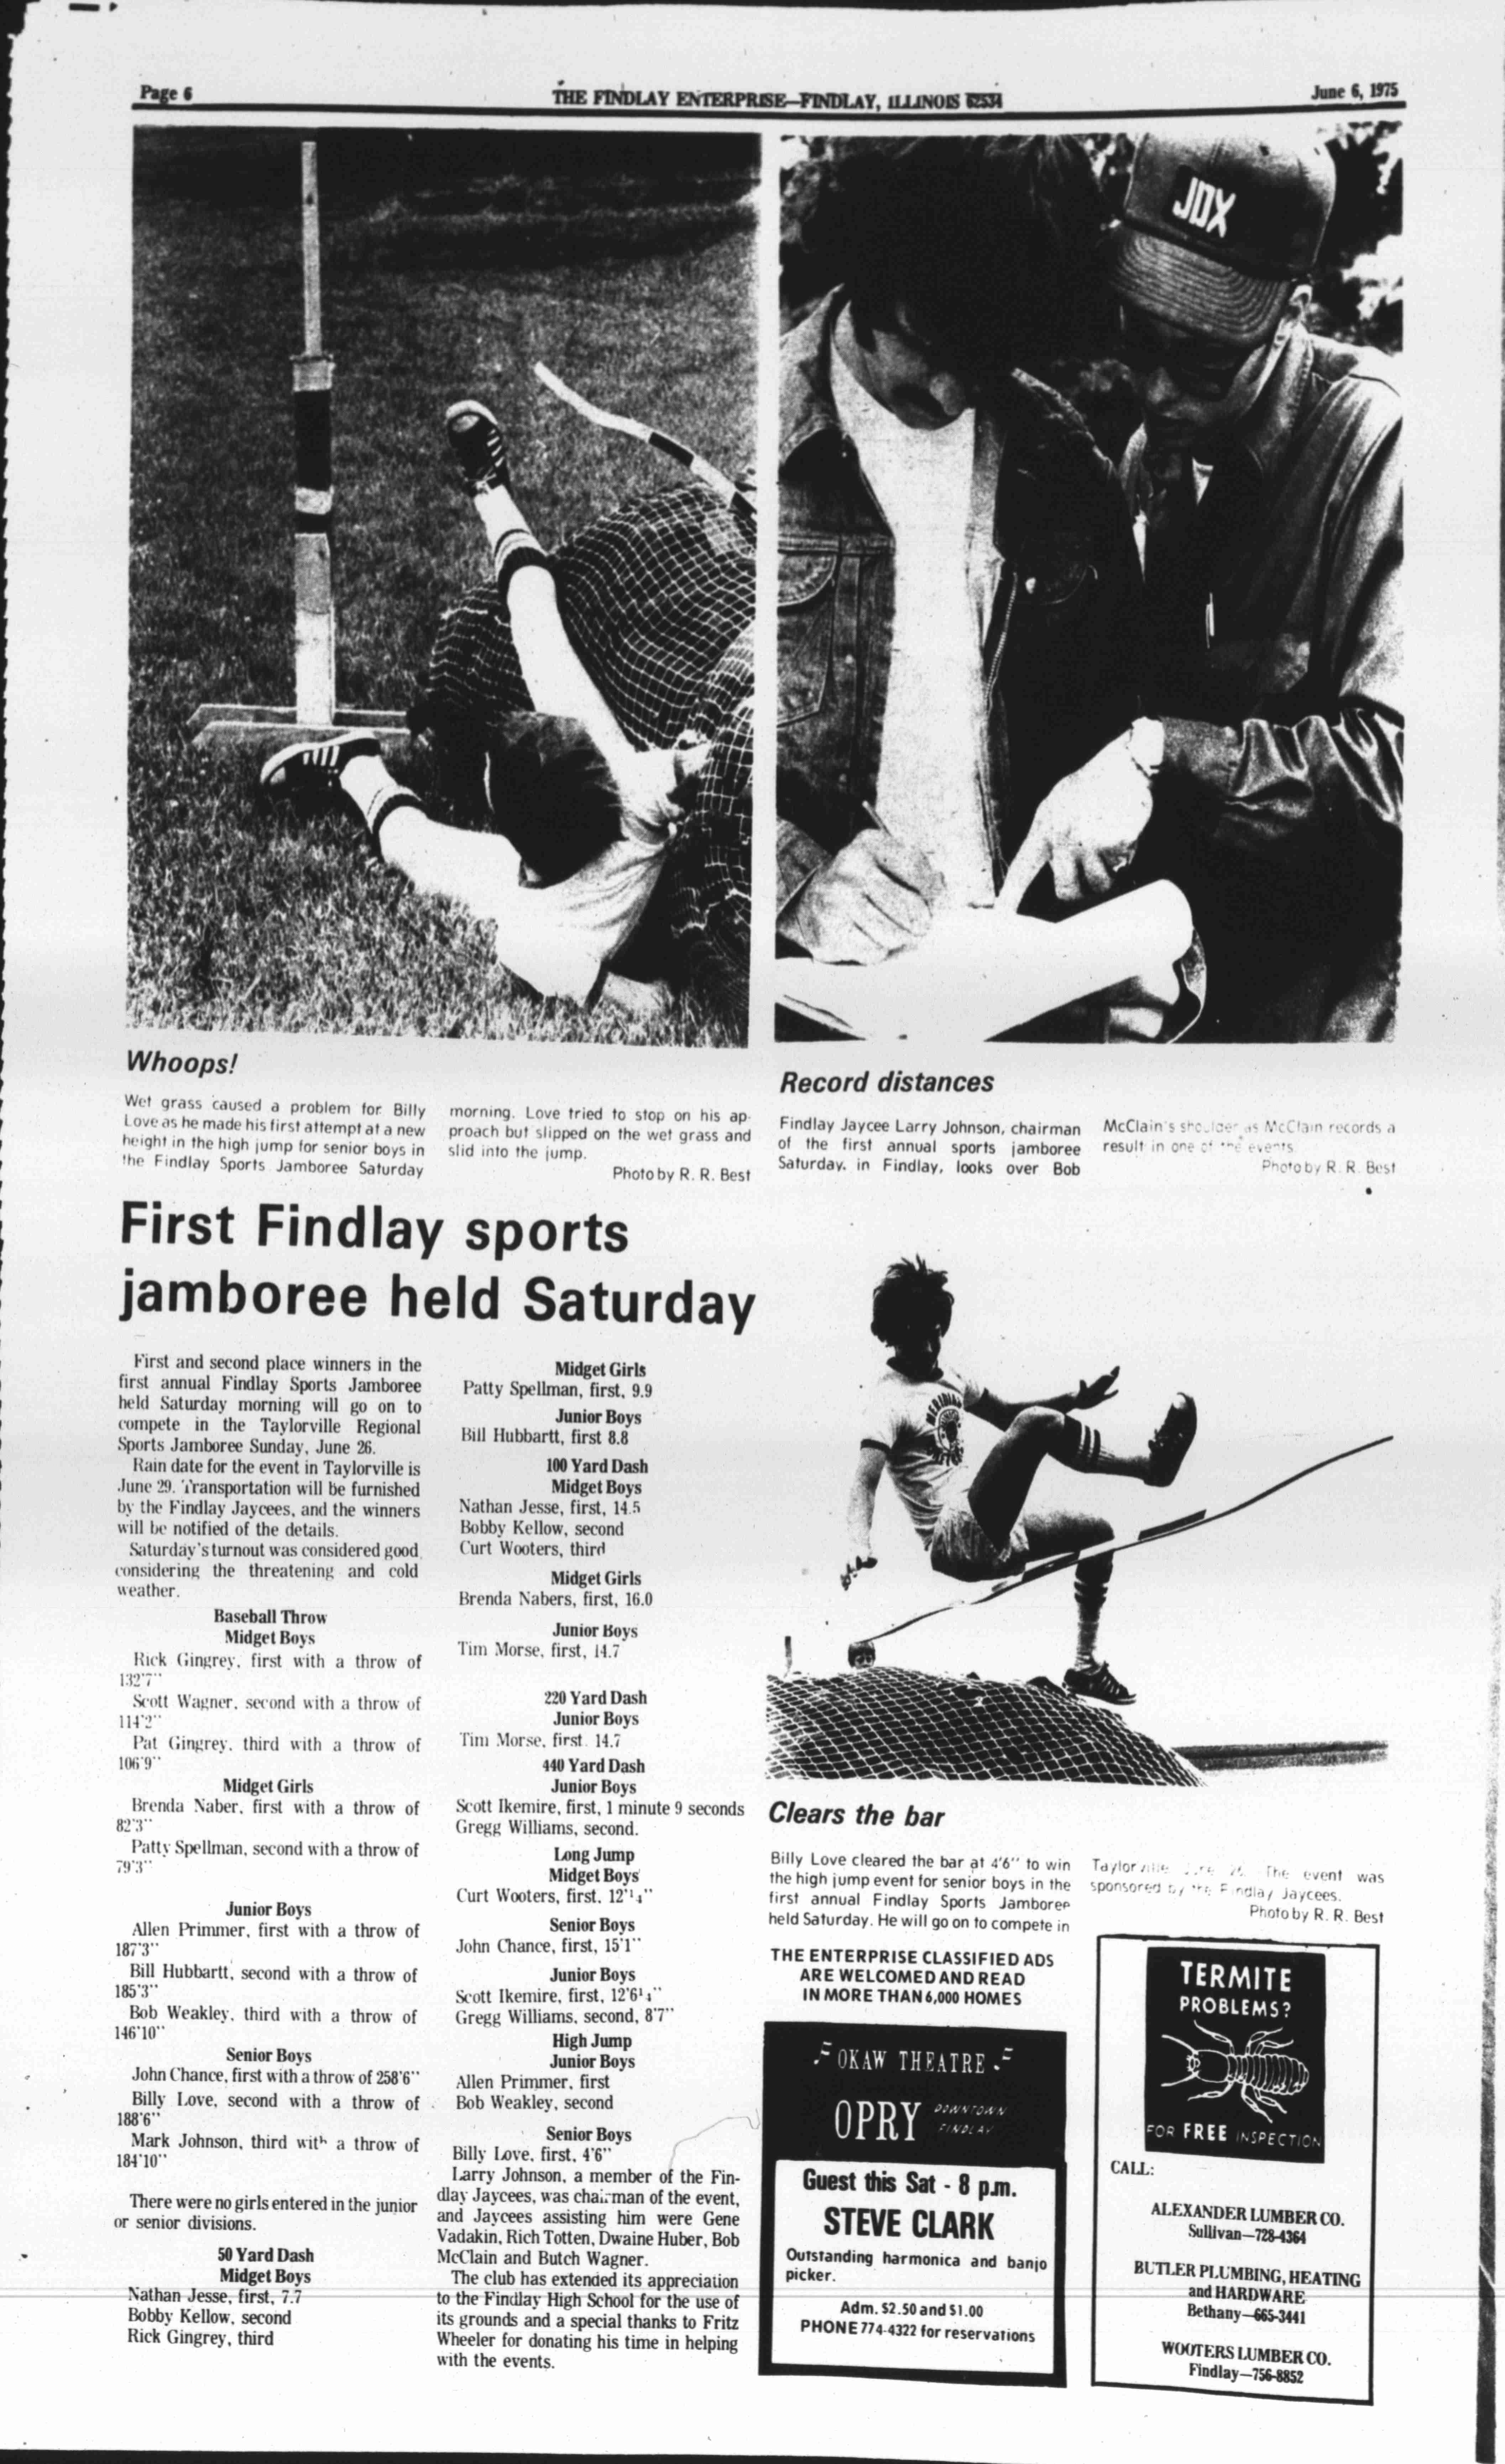 Page 6
THE FINDLAY ENTERPRISE—FINDLAY, ILLINOIS 62534
June 6, 1975
JDX
Whoops!
Wet grass caused a problem for Billy
Love as he made his first attempt at a new
height in the high jump for senior boys in
the Findlay Sports Jamboree Saturday
morning. Love tried to stop on his ap-
proach but slipped on the wet grass and
slid into the jump.
Photo by R. R. Best
Record distances
Findlay Jaycee Larry Johnson, chairman
of the first annual sports jamboree
Saturday. in Findlay, looks over Bob
McClain's shoulder as McClain records a
result in one of the events.
Photo by R. R. Best
First Findlay sports
jamboree held Saturday
First and second place winners in the
first annual Findlay Sports Jamboree
held Saturday morning will go on to
compete in the Taylorville Regional
Sports Jamboree Sunday, June 26.
Rain date for the event in Taylorville is
June 29. Transportation will be furnished
by the Findlay Jaycees, and the winners
will be notified of the details.
Saturday's turnout was considered good
considering the threatening and cold
weather.
Baseball Throw
Midget Boys
Rick Gingrey, first with a throw of
132'7"
Scott Wagner, second with a throw of
114'2"
Pat Gingrey, third with a throw of
106'9"
Midget Girls
Brenda Naber, first with a throw of
82'3"
Patty Spellman, second with a throw of
79'3"
Junior Boys
Allen Primmer, first with a throw of
187'3"
Bill Hubbartt, second with a throw of
185'3"
Bob Weakley, third with a throw of
146'10"
Senior Boys
John Chance, first with a throw of 258'6"
Billy Love, second with a throw of
188'6"
Mark Johnson, third with a throw of
184'10"
There were no girls entered in the junior
or senior divisions.
50 Yard Dash
Midget Boys
Nathan Jesse, first, 7.7
Bobby Kellow, second
Rick Gingrey, third
Midget Girls
Patty Spellman, first, 9.9
Junior Boys
Bill Hubbartt, first 8.8
100 Yard Dash
Midget Boys
Nathan Jesse, first, 14.5
Bobby Kellow, second
Curt Wooters, third
Midget Girls
Brenda Nabers, first, 16.0
Junior Boys
Tim Morse, first, 14.7
220 Yard Dash
Junior Boys
Tim Morse, first. 14.7
440 Yard Dash
Junior Boys
Scott Ikemire, first, 1 minute 9 seconds
Gregg Williams, second.
Long Jump
Midget Boys
Curt Wooters, first, 12'¼"
Senior Boys
John Chance, first, 15'1"
Junior Boys
Scott Ikemire, first, 12'6¼"
Gregg Williams, second, 8'7"
High Jump
Junior Boys
Allen Primmer, first
Bob Weakley, second
Senior Boys
Billy Love, first, 4'6"
Larry Johnson, a member of the Fin-
dlay Jaycees, was chairman of the event,
and Jaycees assisting him were Gene
Vadakin, Rich Totten, Dwaine Huber, Bob
McClain and Butch Wagner.
The club has extended its appreciation
to the Findlay High School for the use of
its grounds and a special thanks to Fritz
Wheeler for donating his time in helping
with the events.
Clears the bar
Billy Love cleared the bar at 4'6" to win
the high jump event for senior boys in the
first annual Findlay Sports Jamboree
held Saturday. He will go on to compete in
Taylorville June 26. The event was
sponsored by the Findlay Jaycees.
Photo by R. R. Best
THE ENTERPRISE CLASSIFIED ADS
ARE WELCOMED AND READ
IN MORE THAN 6,000 HOMES
OKAW THEATRE
OPRY DOWNTOWN
FINDLAY
Guest this Sat - 8 p.m.
STEVE CLARK
Outstanding harmonica and banjo
picker.
Adm. $2.50 and $1.00
PHONE 774-4322 for reservations
TERMITE
PROBLEMS?
FOR FREE INSPECTION
CALL:
ALEXANDER LUMBER CO.
Sullivan—728-4364
BUTLER PLUMBING, HEATING
and HARDWARE
Bethany—665-3441
WOOTERS LUMBER CO.
Findlay—756-8852